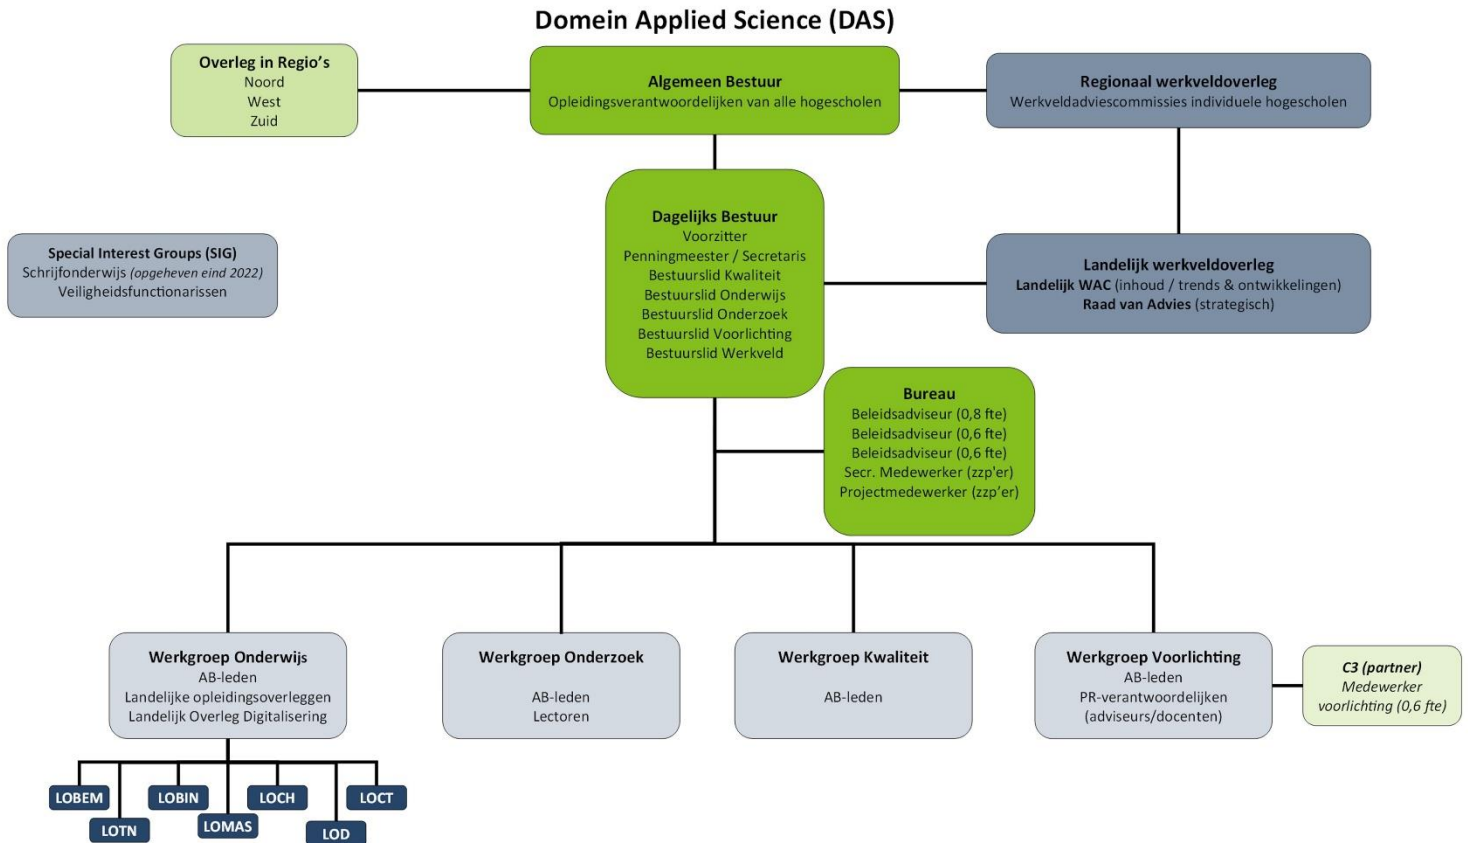 Domein Applied Science (DAS)
Overleg in Regio's
Noord
West
Zuid
Algemeen Bestuur
Opleidingsverantwoordelijken van alle hogescholen
Regionaal werkveldoverleg
Werkveldadviescommissies individuele hogescholen
Dagelijks Bestuur
Voorzitter
Penningmeester / Secretaris
Bestuurslid Kwaliteit
Bestuurslid Onderwijs
Bestuurslid Onderzoek
Bestuurslid Voorlichting
Bestuurslid Werkveld
Special Interest Groups (SIG)
Schrijfonderwijs (opgeheven eind 2022)
Veiligheidsfunctionarissen
Landelijk werkveldoverleg
Landelijk WAC (inhoud / trends & ontwikkelingen)
Raad van Advies (strategisch)
Bureau
Beleidsadviseur (0,8 fte)
Beleidsadviseur (0,6 fte)
Beleidsadviseur (0,6 fte)
Secr. Medewerker (zzp'er)
Projectmedewerker (zzp’er)
Werkgroep Onderwijs
AB-leden
Landelijke opleidingsoverleggen
Landelijk Overleg Digitalisering
Werkgroep Onderzoek
AB-leden
Lectoren
Werkgroep Kwaliteit
AB-leden
Werkgroep Voorlichting
AB-leden
PR-verantwoordelijken
(adviseurs/docenten)
C3 (partner)
Medewerker
voorlichting (0,6 fte)
LOBEM
LOTN
LOBIN
LOMAS
LOCH
LOD
LOCT